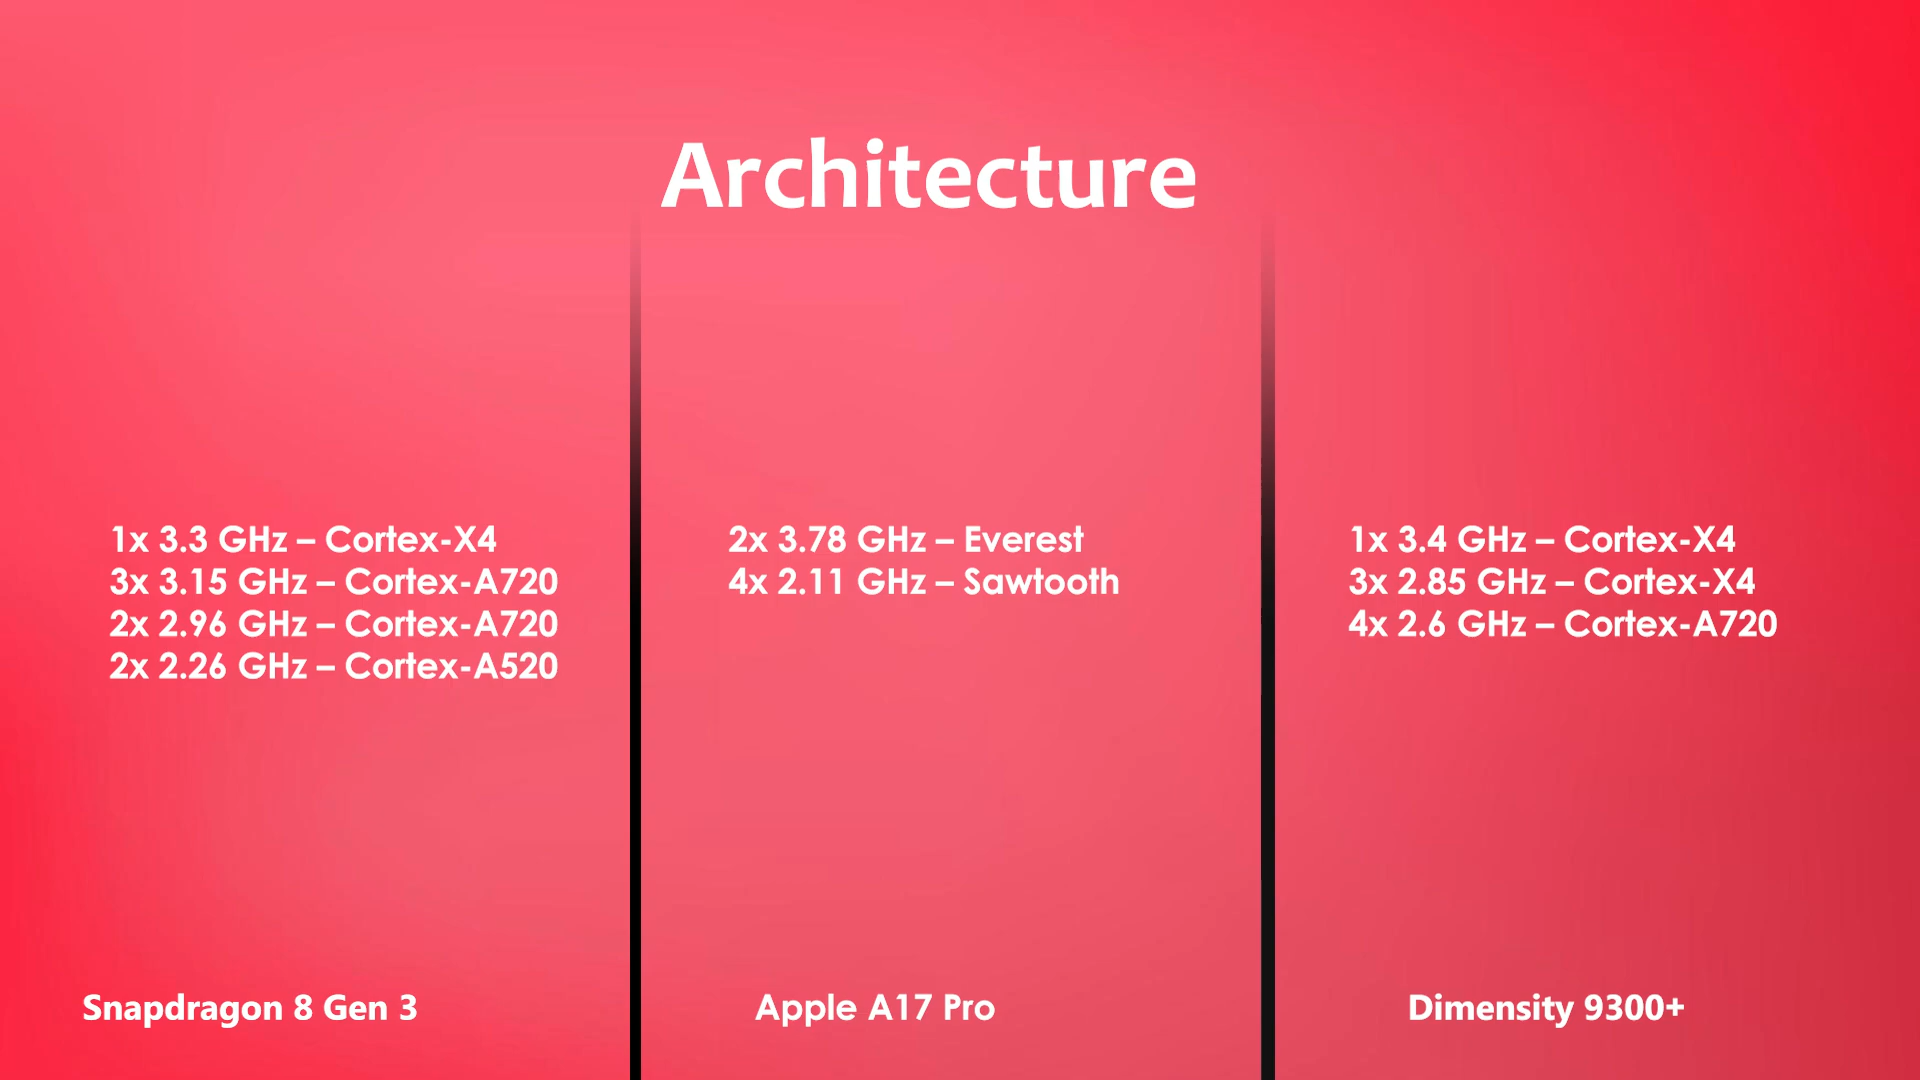 Architecture
1x 3.3 GHz – Cortex-X4
3x 3.15 GHz – Cortex-A720
2x 2.96 GHz – Cortex-A720
2x 2.26 GHz – Cortex-A520
Snapdragon 8 Gen 3
2x 3.78 GHz – Everest
4x 2.11 GHz – Sawtooth
Apple A17 Pro
1x 3.4 GHz – Cortex-X4
3x 2.85 GHz – Cortex-X4
4x 2.6 GHz – Cortex-A720
Dimensity 9300+